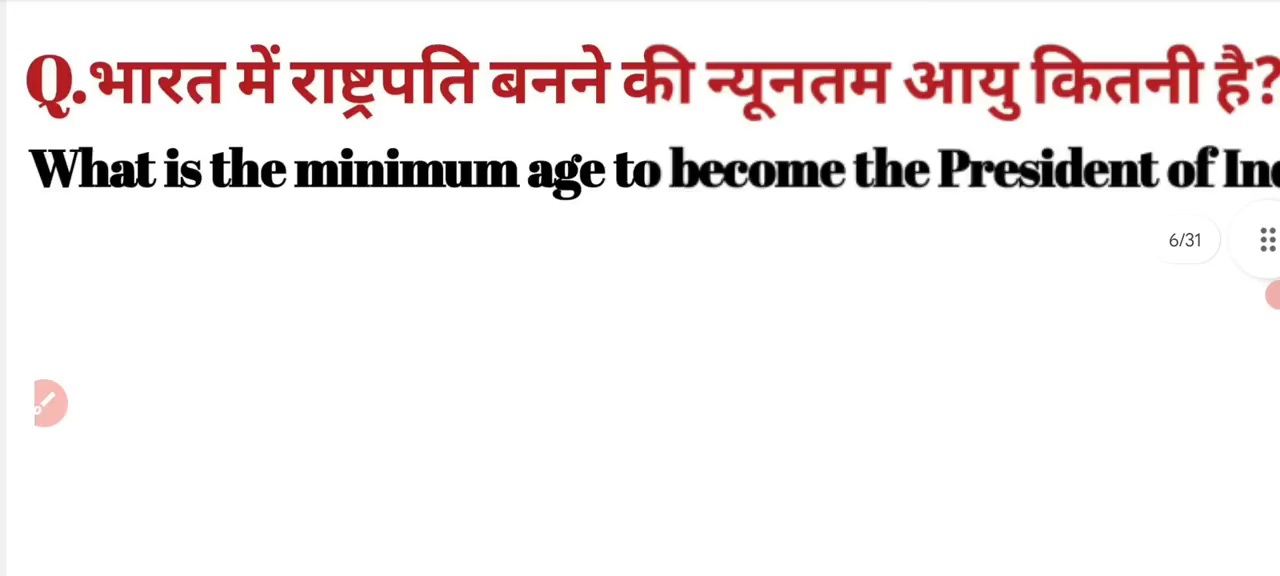 Q.भारत में राष्ट्रपति बनने की न्यूनतम आयु कितनी है?
What is the minimum age to become the President of
6/31